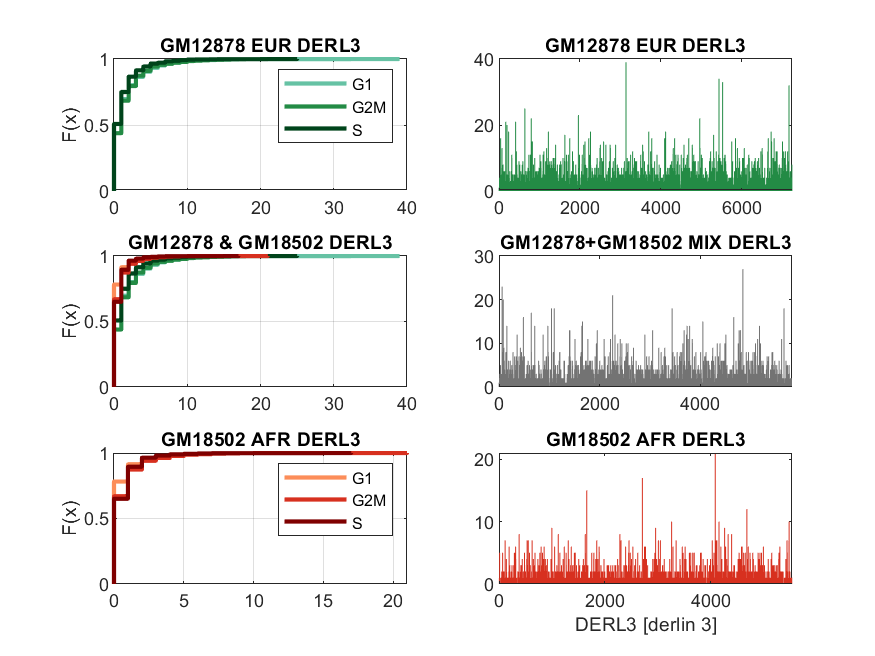 GM12878 EUR DERL3
1
0.5
0
F(x)
0 10 20 30 40
G1
G2M
S
GM12878 EUR DERL3
40
20
0
0 2000 4000 6000
GM12878 & GM18502 DERL3
1
0.5
0
F(x)
0 10 20 30 40
GM12878+GM18502 MIX DERL3
30
20
10
0
0 2000 4000
GM18502 AFR DERL3
1
0.5
0
F(x)
0 5 10 15 20
G1
G2M
S
GM18502 AFR DERL3
20
10
0
0 2000 4000
DERL3 [derlin 3]